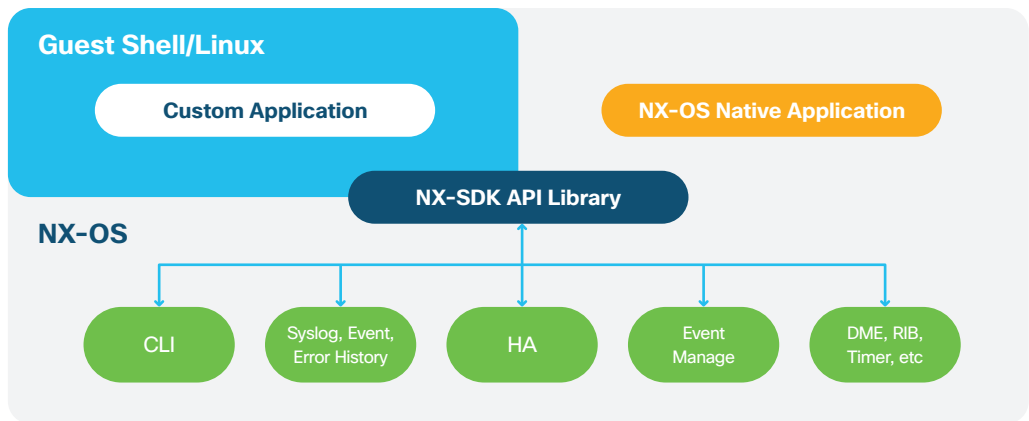 Guest Shell/Linux
Custom Application
NX-OS Native Application
NX-SDK API Library
NX-OS
CLI
Syslog, Event,
Error History
HA
Event
Manage
DME, RIB,
Timer, etc